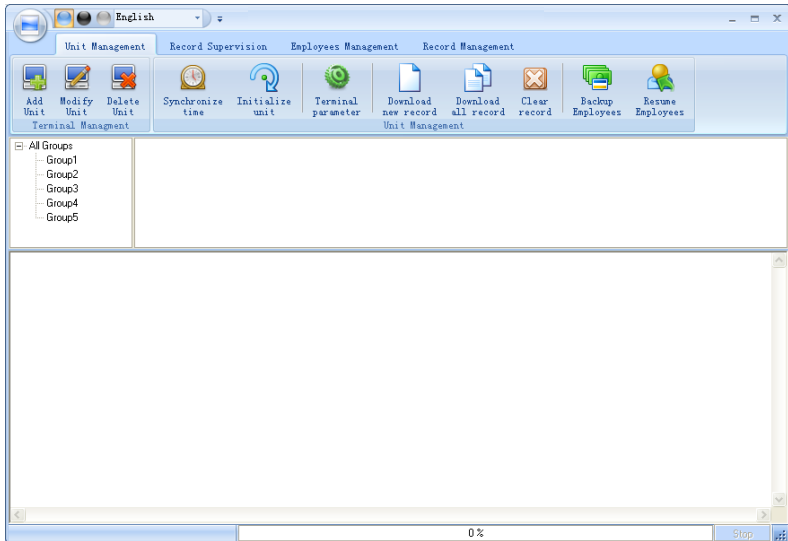 English
Unit Management Record Supervision Employees Management Record Management
Add Unit
Modify Unit
Delete Unit
Synchronize time
Initialize unit
Terminal parameter
Download new record
Download all record
Clear record
Backup Employees
Resume Employees
Terminal Managment
Unit Management
All Groups
Group1
Group2
Group3
Group4
Group5
0 %
Stop